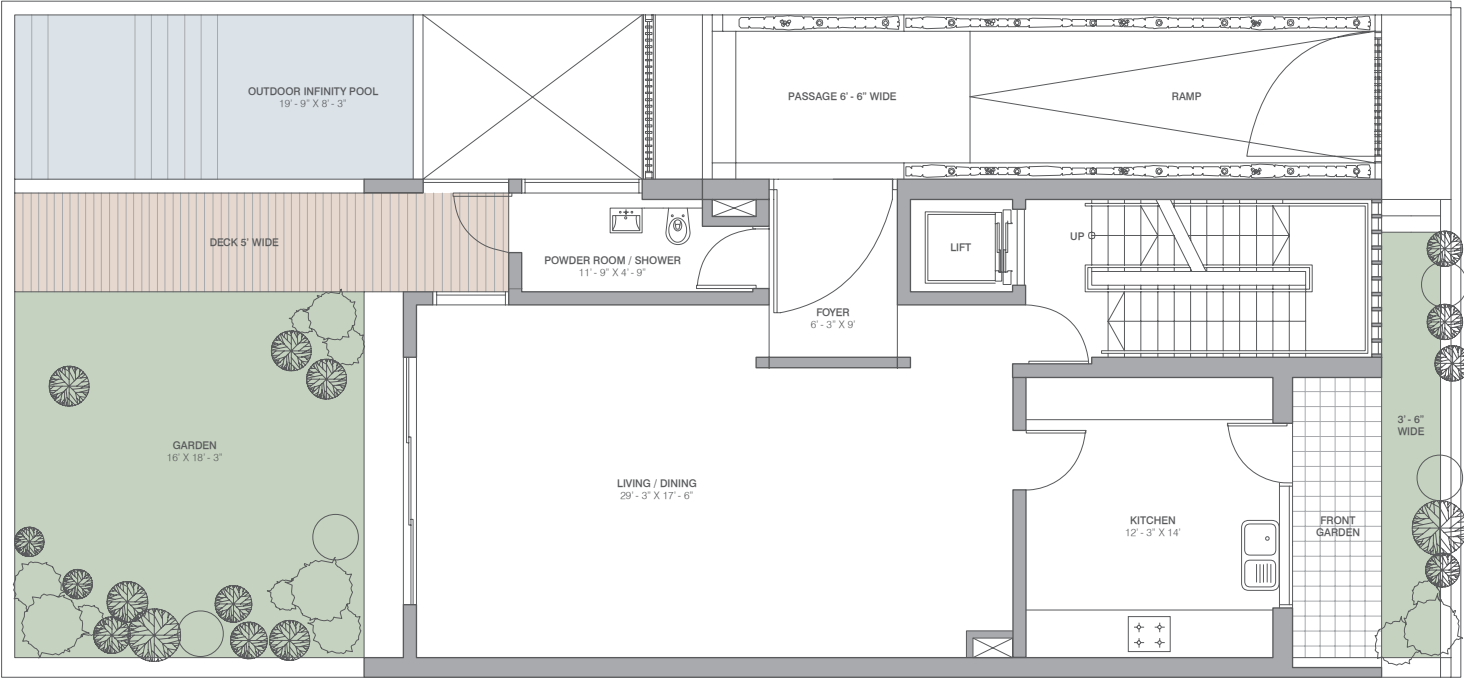 OUTDOOR INFINITY POOL
19' - 9" X 8' - 3"
PASSAGE 6' - 6" WIDE
RAMP
DECK 5' WIDE
POWDER ROOM / SHOWER
11' - 9" X 4' - 9"
LIFT
UP
FOYER
6' - 3" X 9'
GARDEN
16' X 18' - 3"
LIVING / DINING
29' - 3" X 17' - 6"
KITCHEN
12' - 3" X 14'
FRONT
GARDEN
3' - 6"
WIDE